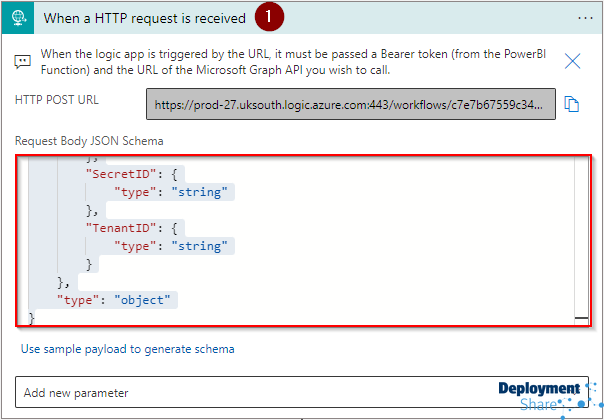 When a HTTP request is received 1 ...
When the logic app is triggered by the URL, it must be passed a Bearer token (from the PowerBI
Function) and the URL of the Microsoft Graph API you wish to call.
HTTP POST URL https://prod-27.uksouth.logic.azure.com:443/workflows/c7e7b67559c34...
Request Body JSON Schema
},
"SecretID": {
"type": "string"
},
"TenantID": {
"type": "string"
}
},
"type": "object"
}
Use sample payload to generate schema
Add new parameter
Deployment
Share